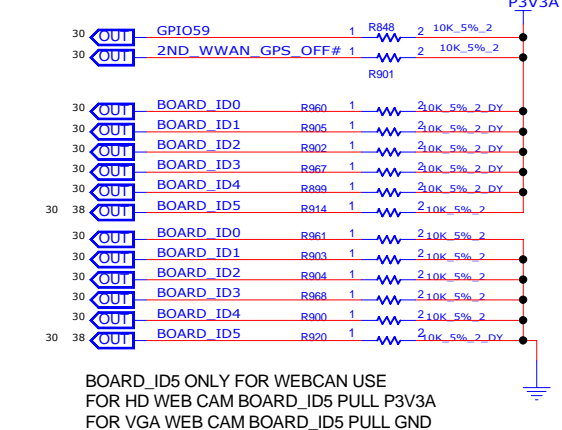 P3V3A
30 OUT GPIO59 1 R848 2 10K_5%_2
30 OUT 2ND_WWAN_GPS_OFF# 1 2 10K_5%_2
R901
30 OUT BOARD_ID0 R960 1 2 10K_5%_2_DY
30 OUT BOARD_ID1 R905 1 2 10K_5%_2_DY
30 OUT BOARD_ID2 R902 1 2 10K_5%_2_DY
30 OUT BOARD_ID3 R967 1 2 10K_5%_2_DY
30 OUT BOARD_ID4 R899 1 2 10K_5%_2_DY
30 38 OUT BOARD_ID5 R914 1 2 10K_5%_2
30 OUT BOARD_ID0 R961 1 2 10K_5%_2
30 OUT BOARD_ID1 R903 1 2 10K_5%_2
30 OUT BOARD_ID2 R904 1 2 10K_5%_2
30 OUT BOARD_ID3 R968 1 2 10K_5%_2
30 OUT BOARD_ID4 R900 1 2 10K_5%_2
30 38 OUT BOARD_ID5 R920 1 2 10K_5%_2_DY
BOARD_ID5 ONLY FOR WEBCAN USE
FOR HD WEB CAM BOARD_ID5 PULL P3V3A
FOR VGA WEB CAM BOARD_ID5 PULL GND